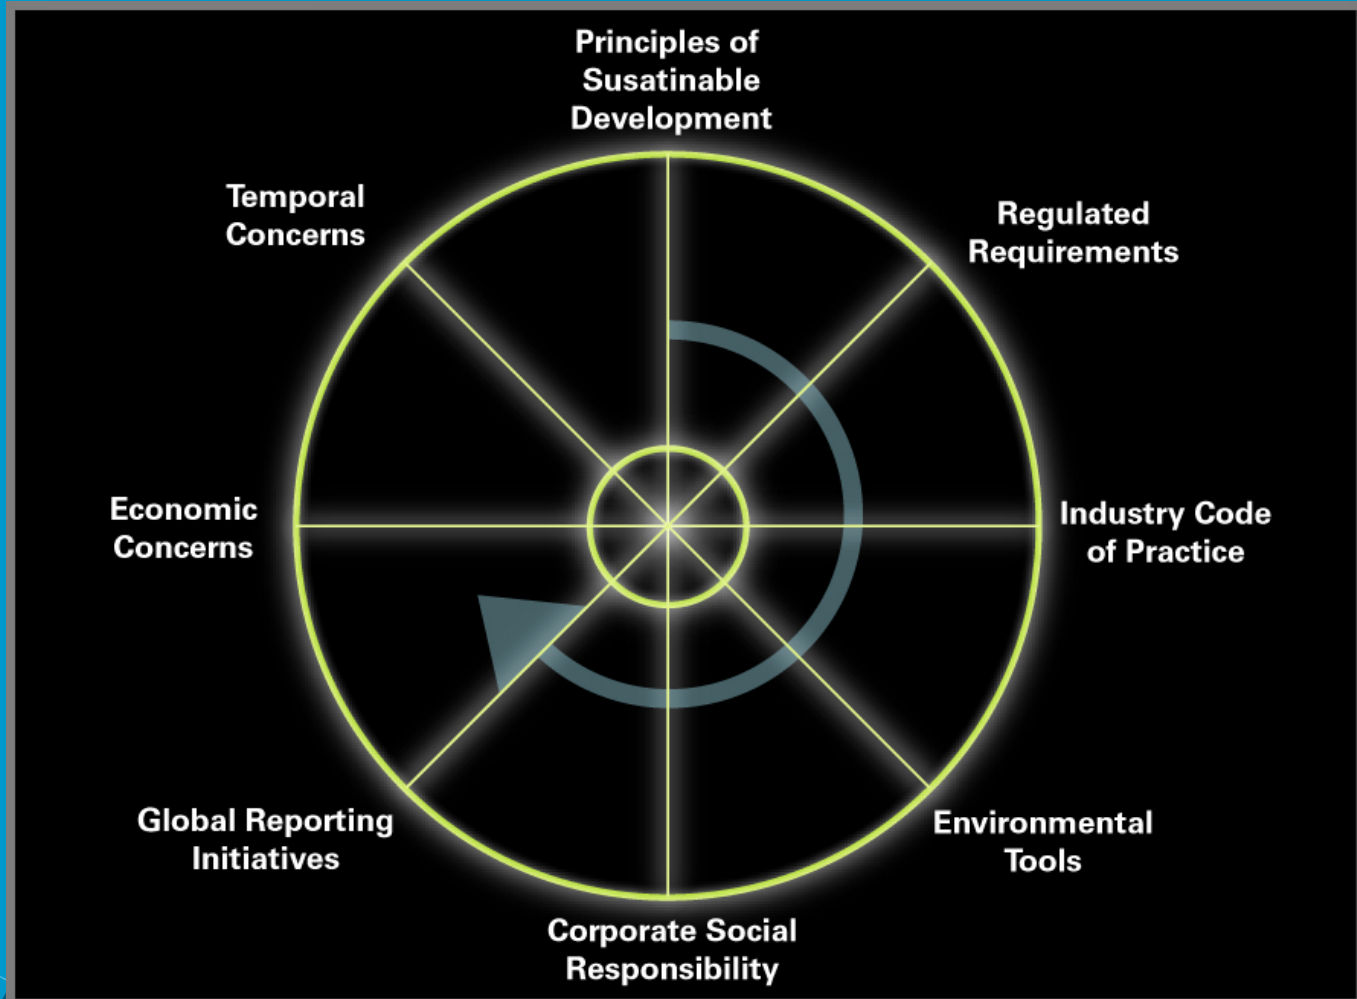 Principles of
Susatinable
Development
Regulated
Requirements
Industry Code
of Practice
Environmental
Tools
Corporate Social
Responsibility
Global Reporting
Initiatives
Economic
Concerns
Temporal
Concerns